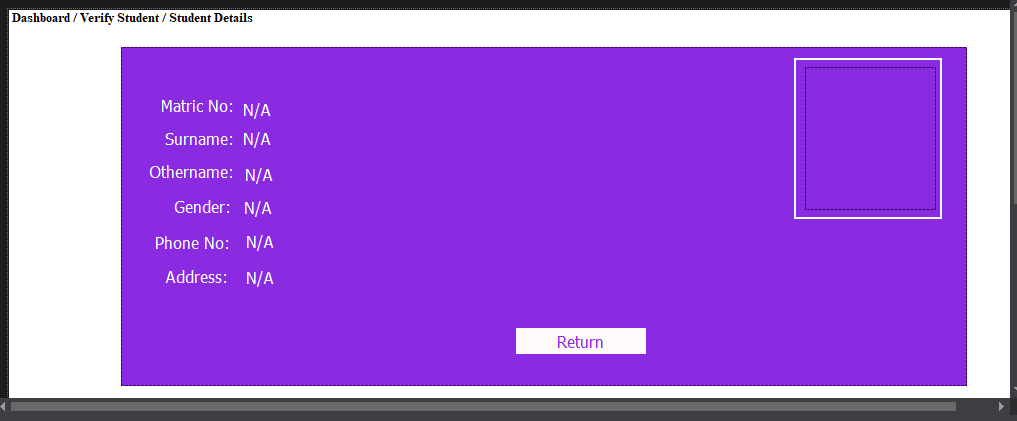 Dashboard / Verify Student / Student Details
Matric No: N/A
Surname: N/A
Othername: N/A
Gender: N/A
Phone No: N/A
Address: N/A
Return